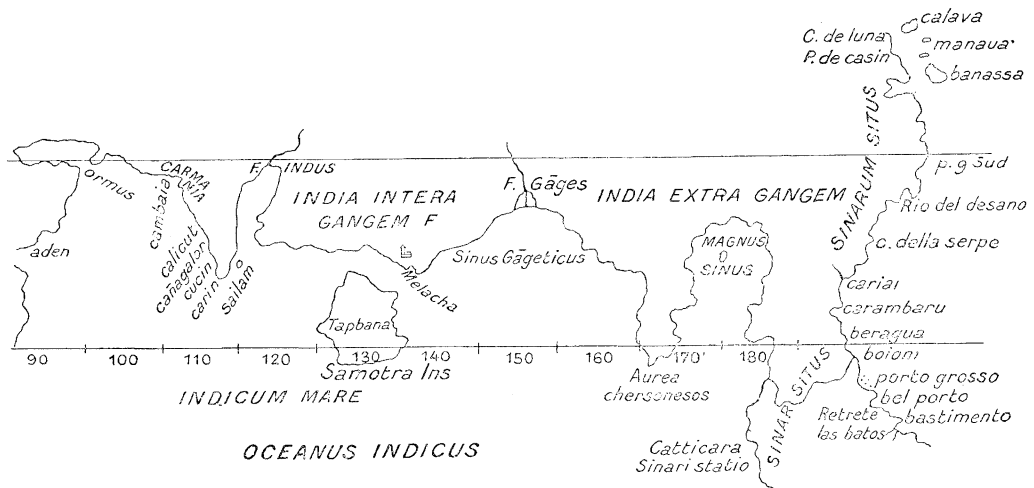 calava
C. de luna
manaua
P. de casin
banassa
SINARUM SITUS
p. g Sud
ormus
CARMA
NIA
F. INDUS
F. Gāges
INDIA INTERA
GANGEM F
INDIA EXTRA GANGEM
cambaia
calicut
cañagalor
cucin
carin
Sailam
aden
Melacha
Sinus Gāgeticus
MAGNUS
SINUS
Rio del desano
c. della serpe
cariai
carambaru
beragua
boioni
Tapbana
90 100 110 120 130 140 150 160 170 180
Samotra Ins
INDICUM MARE
Aurea
chersonesos
SINAR SITUS
porto grosso
bel porto
bastimento
Retrete
las batos
OCEANUS INDICUS
Catticara
Sinari statio